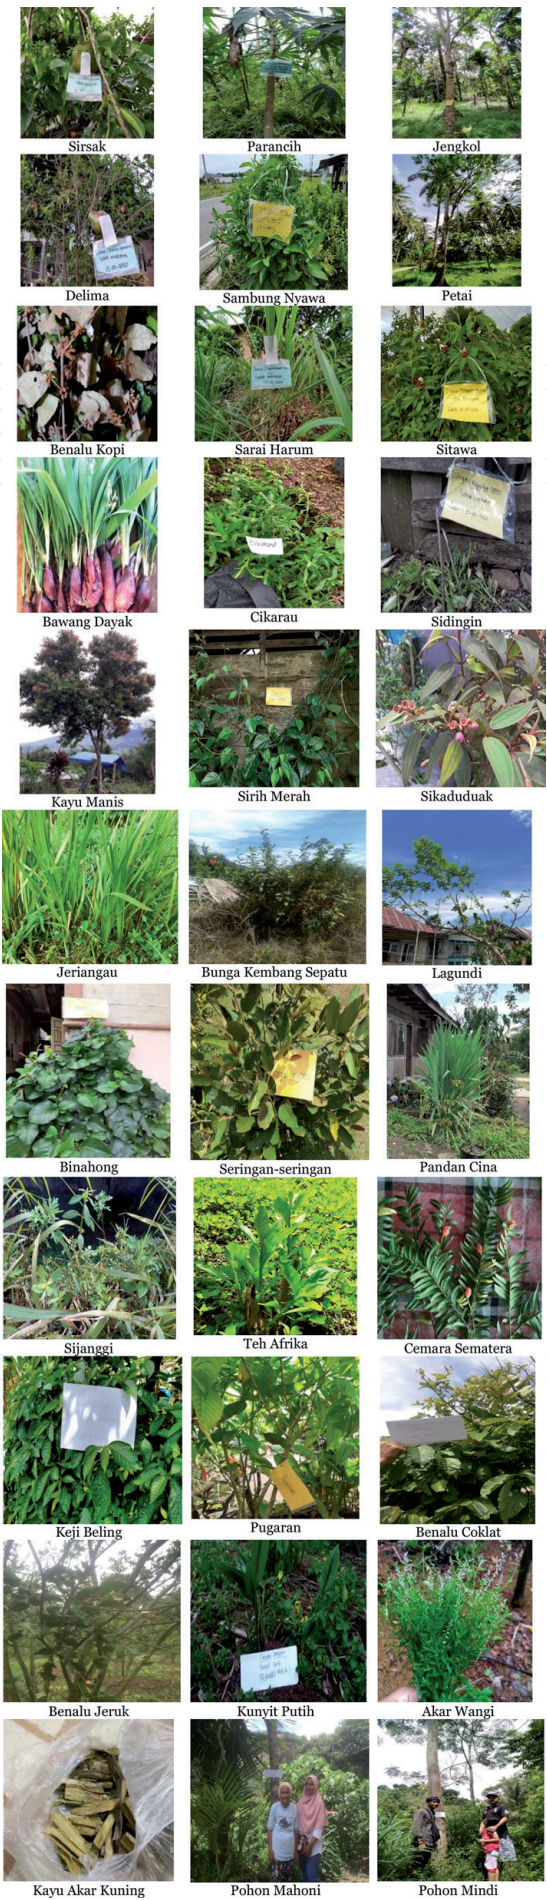 Sirsak
Parancih
Jengkol
Delima
Sambung Nyawa
Petai
Benalu Kopi
Sarai Harum
Sitawa
Bawang Dayak
Cikarau
Sidingin
Kayu Manis
Sirih Merah
Sikaduduak
Jeriangau
Bunga Kembang Sepatu
Lagundi
Binahong
Seringan-seringan
Pandan Cina
Sijanggi
Teh Afrika
Cemara Sematera
Keji Beling
Pugaran
Benalu Coklat
Benalu Jeruk
Kunyit Putih
Akar Wangi
Kayu Akar Kuning
Pohon Mahoni
Pohon Mindi